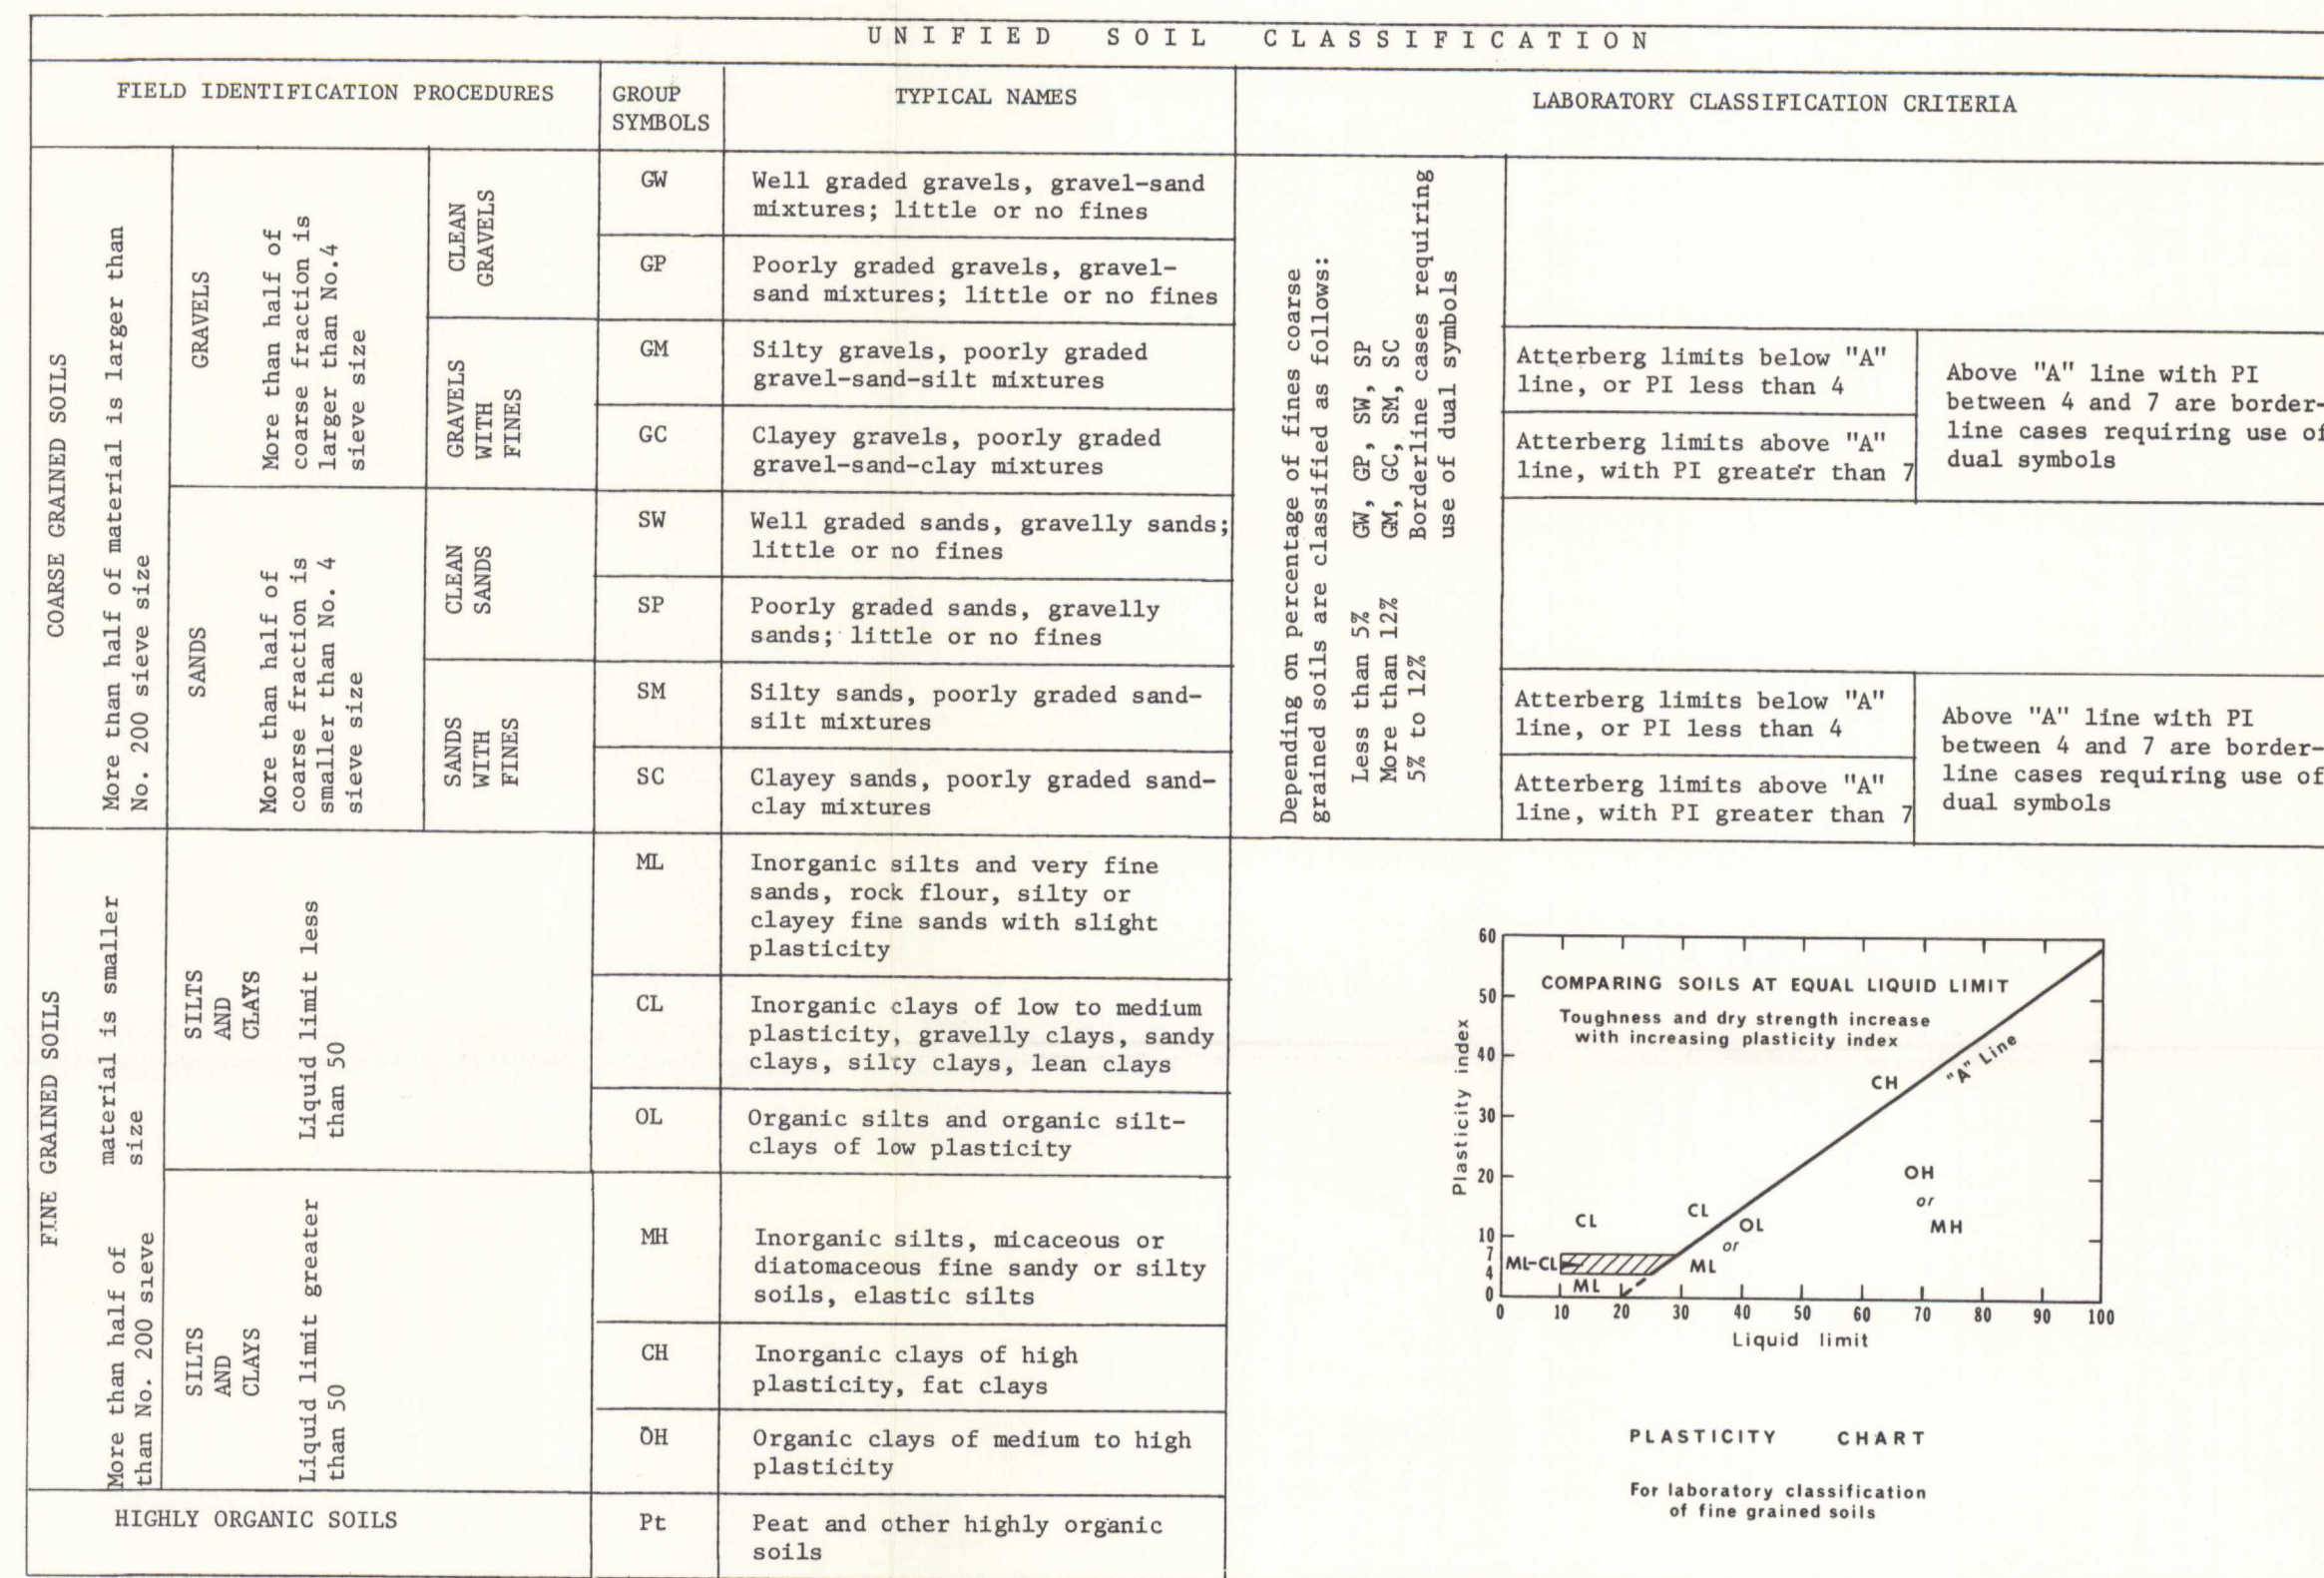 UNIFIED SOIL CLASSIFICATION
FIELD IDENTIFICATION PROCEDURES
GROUP
SYMBOLS
TYPICAL NAMES
LABORATORY CLASSIFICATION CRITERIA
COARSE GRAINED SOILS
More than half of material is larger than
No. 200 sieve size
GRAVELS
More than half of
coarse fraction is
larger than No.4
sieve size
CLEAN
GRAVELS
GW
Well graded gravels, gravel-sand
mixtures; little or no fines
GP
Poorly graded gravels, gravel-
sand mixtures; little or no fines
GRAVELS
WITH
FINES
GM
Silty gravels, poorly graded
gravel-sand-silt mixtures
GC
Clayey gravels, poorly graded
gravel-sand-clay mixtures
SANDS
More than half of
coarse fraction is
smaller than No. 4
sieve size
CLEAN
SANDS
SW
Well graded sands, gravelly sands;
little or no fines
SP
Poorly graded sands, gravelly
sands; little or no fines
SANDS
WITH
FINES
SM
Silty sands, poorly graded sand-
silt mixtures
SC
Clayey sands, poorly graded sand-
clay mixtures
Depending on percentage of fines coarse
grained soils are classified as follows:
Less than 5% GW, GP, SW, SP
More than 12% GM, GC, SM, SC
5% to 12% Borderline cases requiring
use of dual symbols
Atterberg limits below "A"
line, or PI less than 4
Atterberg limits above "A"
line, with PI greater than 7
Above "A" line with PI
between 4 and 7 are border-
line cases requiring use of
dual symbols
Atterberg limits below "A"
line, or PI less than 4
Atterberg limits above "A"
line, with PI greater than 7
Above "A" line with PI
between 4 and 7 are border-
line cases requiring use of
dual symbols
FINE GRAINED SOILS
More than half of material is smaller
than No. 200 sieve size
SILTS
AND
CLAYS
Liquid limit less
than 50
ML
Inorganic silts and very fine
sands, rock flour, silty or
clayey fine sands with slight
plasticity
CL
Inorganic clays of low to medium
plasticity, gravelly clays, sandy
clays, silty clays, lean clays
OL
Organic silts and organic silt-
clays of low plasticity
SILTS
AND
CLAYS
Liquid limit greater
than 50
MH
Inorganic silts, micaceous or
diatomaceous fine sandy or silty
soils, elastic silts
CH
Inorganic clays of high
plasticity, fat clays
OH
Organic clays of medium to high
plasticity
HIGHLY ORGANIC SOILS
Pt
Peat and other highly organic
soils
60
50
40
30
20
10
7
4
0
Plasticity index
COMPARING SOILS AT EQUAL LIQUID LIMIT
Toughness and dry strength increase
with increasing plasticity index
"A" Line
CH
OH
or
MH
CL
CL
OL
or
ML
ML-CL
ML
0 10 20 30 40 50 60 70 80 90 100
Liquid limit
PLASTICITY CHART
For laboratory classification
of fine grained soils